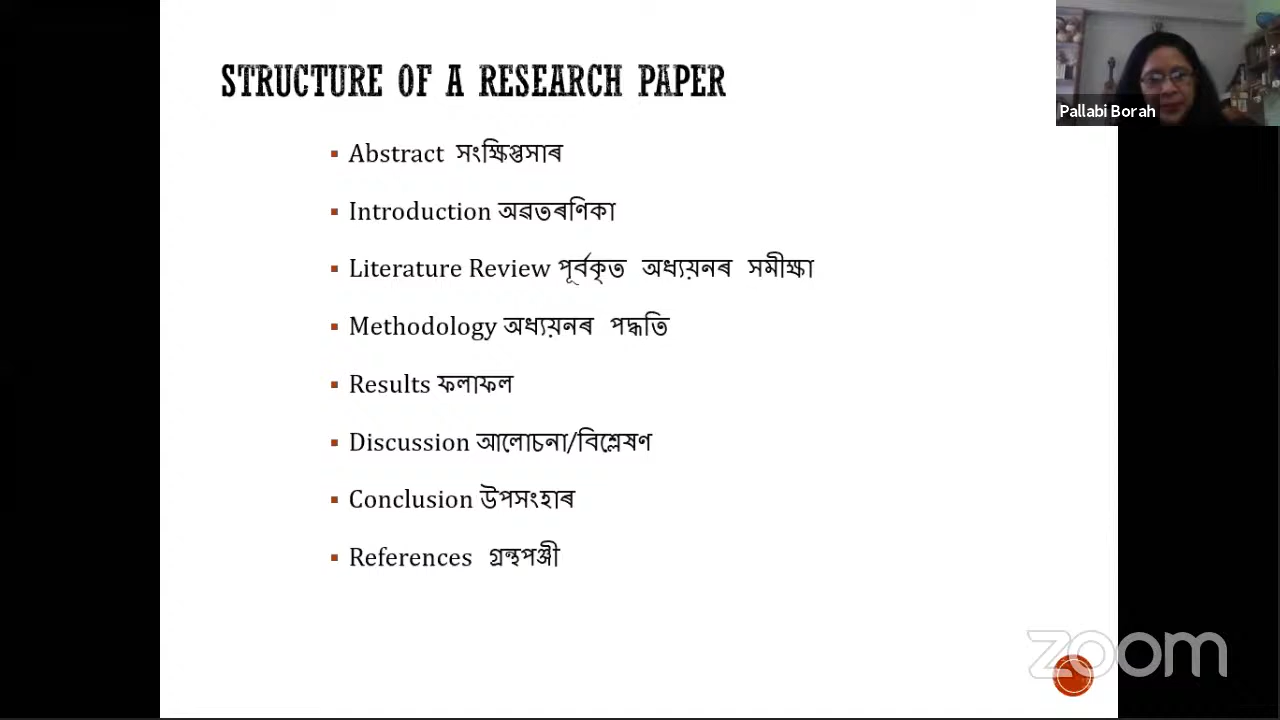 STRUCTURE OF A RESEARCH PAPER
Pallabi Borah
▪ Abstract সংক্ষিপ্তসাৰ
▪ Introduction অৱতৰণিকা
▪ Literature Review পূৰ্বকৃত অধ্যয়নৰ সমীক্ষা
▪ Methodology অধ্যয়নৰ পদ্ধতি
▪ Results ফলাফল
▪ Discussion আলোচনা/বিশ্লেষণ
▪ Conclusion উপসংহাৰ
▪ References গ্ৰন্থপঞ্জী
zoom